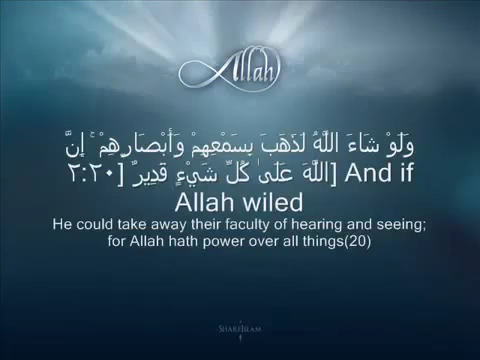 Allah
وَلَوْ شَاءَ اللَّهُ لَذَهَبَ بِسَمْعِهِمْ وَأَبْصَارِهِمْ ۚ إِنَّ
اللَّهَ عَلَىٰ كُلِّ شَيْءٍ قَدِيرٌ [٢:٢٠] And if
Allah wiled
He could take away their faculty of hearing and seeing;
for Allah hath power over all things(20)
ShareIslam